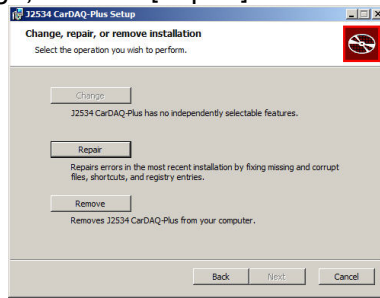 J2534 CarDAQ-Plus Setup
Change, repair, or remove installation
Select the operation you wish to perform.
Change
J2534 CarDAQ-Plus has no independently selectable features.
Repair
Repairs errors in the most recent installation by fixing missing and corrupt
files, shortcuts, and registry entries.
Remove
Removes J2534 CarDAQ-Plus from your computer.
Back Next Cancel